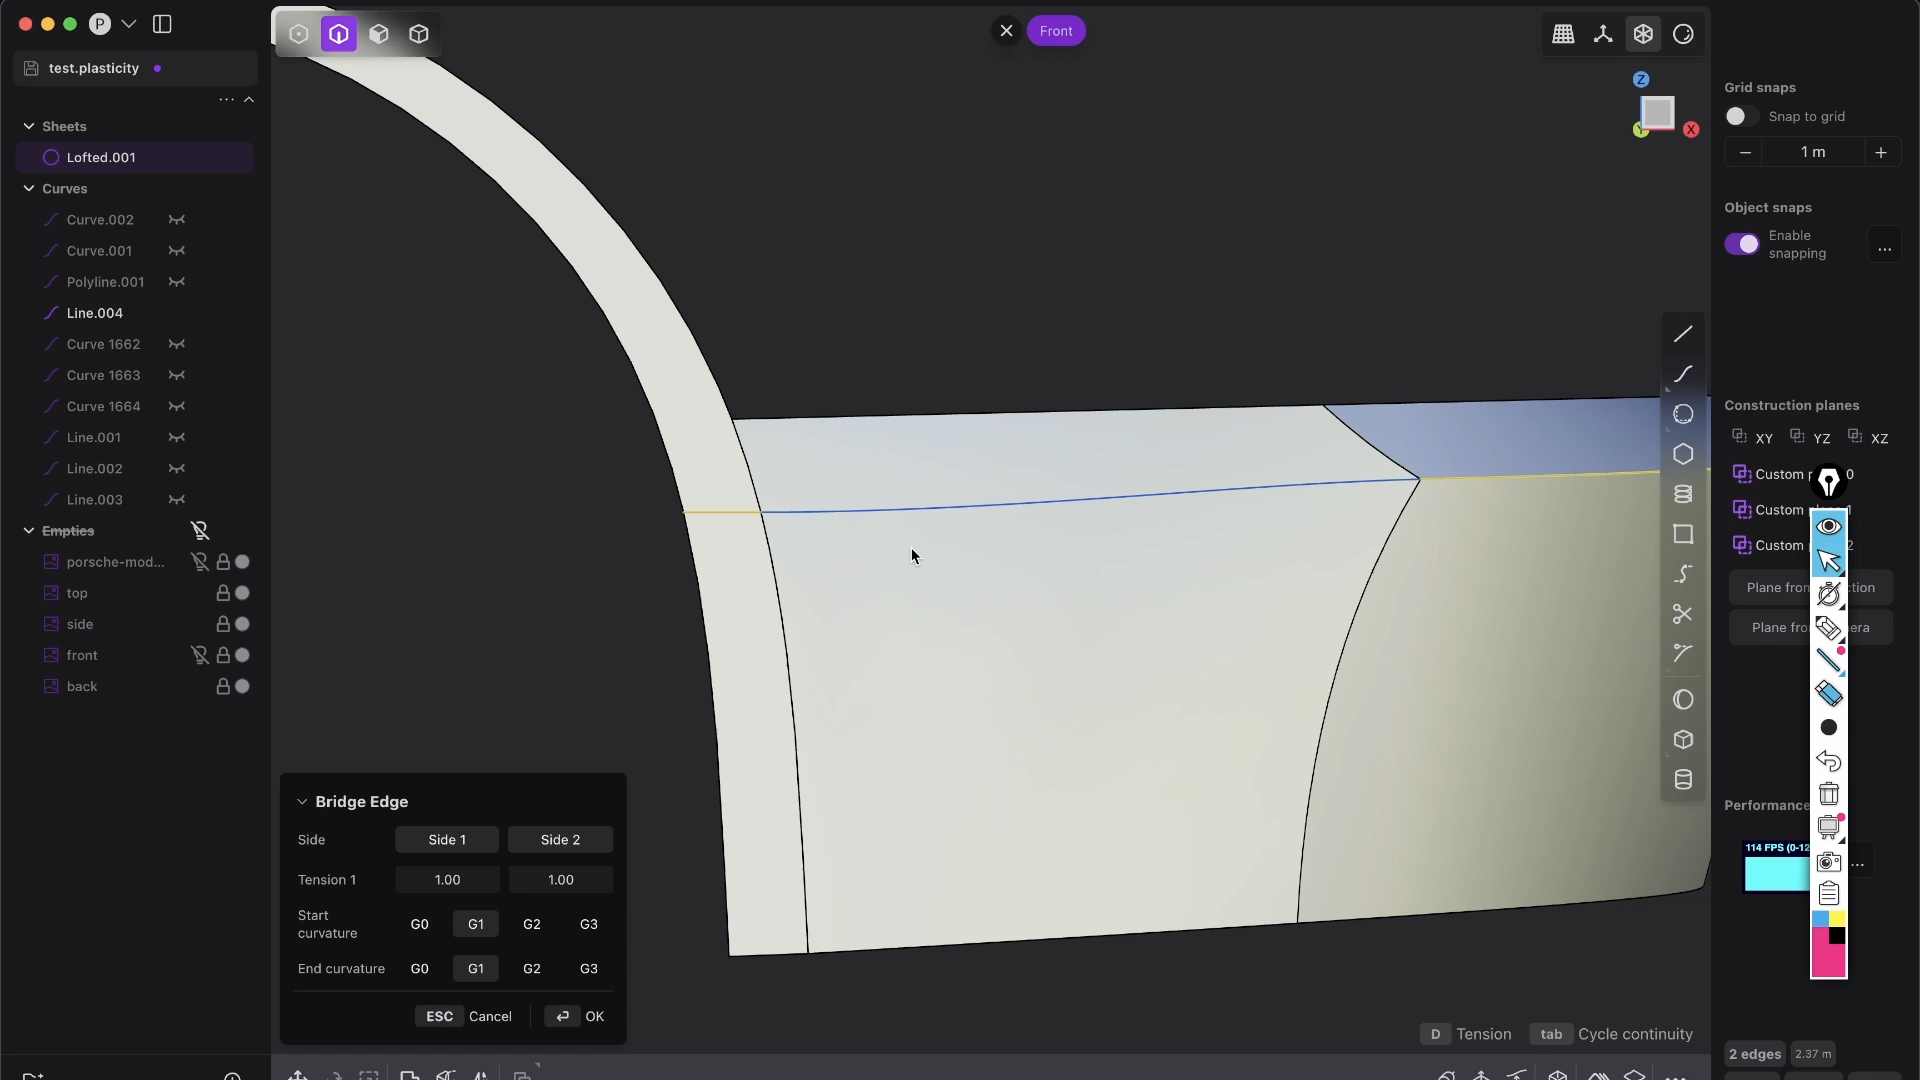 P
test.plasticity
Sheets
Lofted.001
Curves
Curve.002
Curve.001
Polyline.001
Line.004
Curve 1662
Curve 1663
Curve 1664
Line.001
Line.002
Line.003
Empties
porsche-mod...
top
side
front
back
Front
Z
Y
X
Bridge Edge
Side
Side 1
Side 2
Tension 1
1.00
1.00
Start curvature
G0
G1
G2
G3
End curvature
G0
G1
G2
G3
ESC Cancel
OK
D Tension
tab Cycle continuity
Grid snaps
Snap to grid
1 m
Object snaps
Enable snapping
Construction planes
XY
YZ
XZ
Custom
Custom
Custom
Plane
Plane
Performance
114 FPS
2 edges
2.37 m